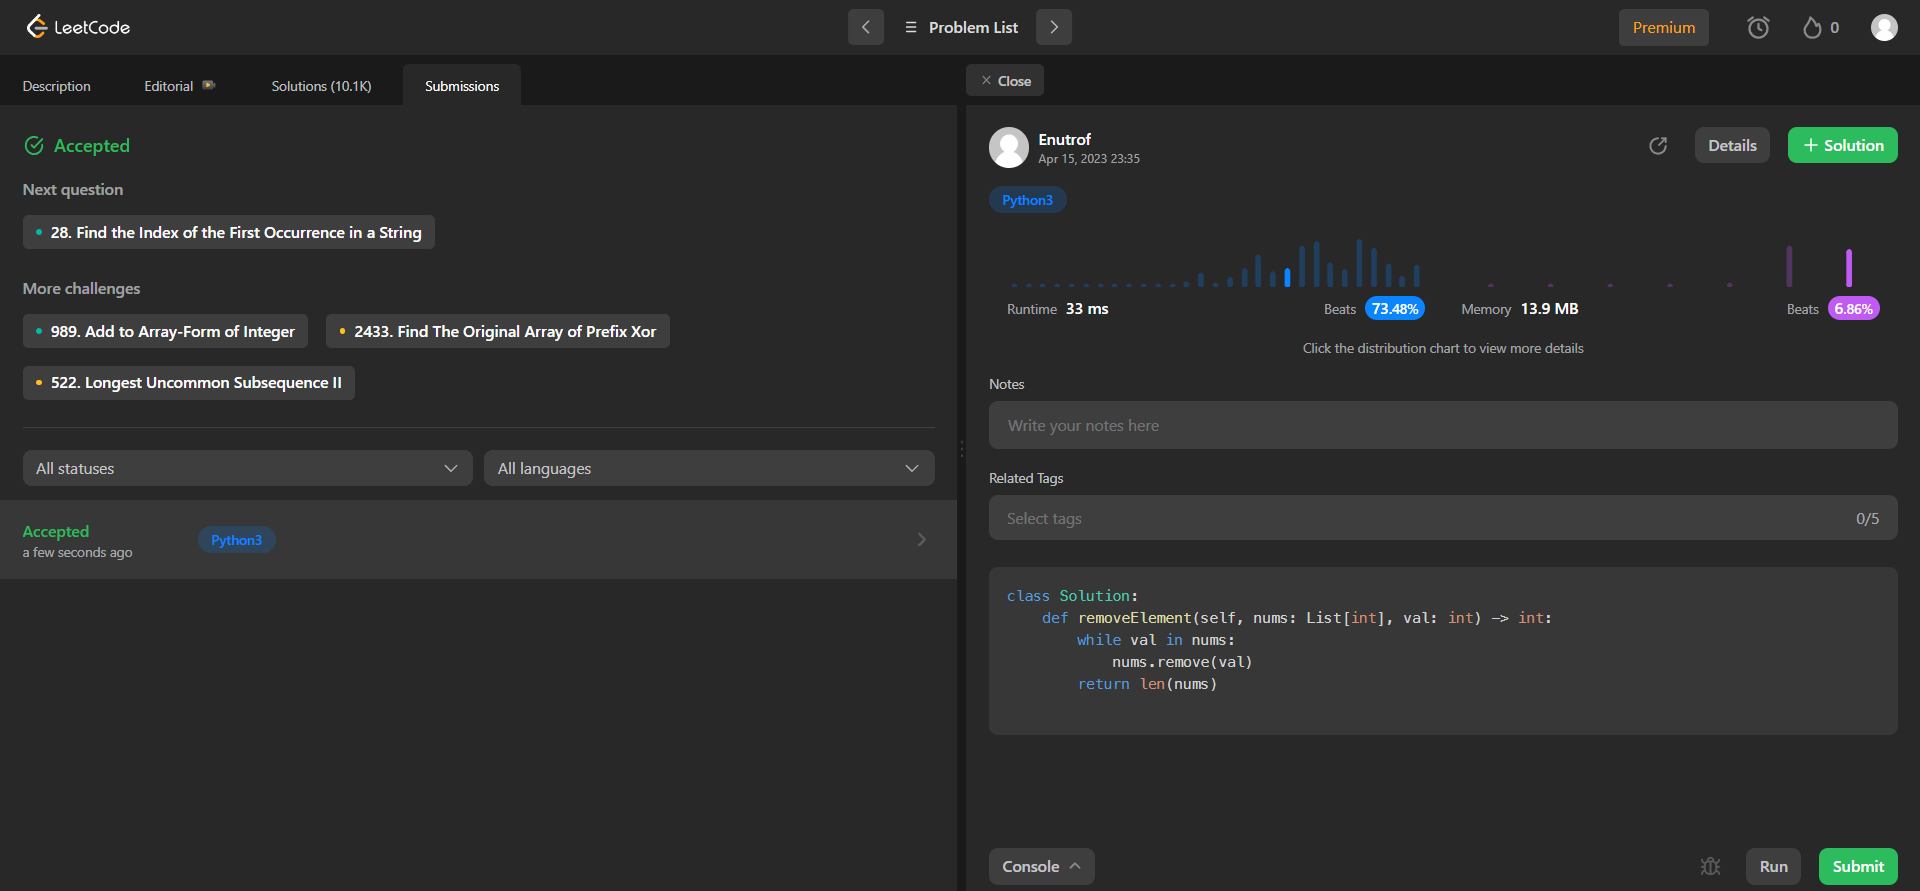 LeetCode
Problem List
Premium
0
Description
Editorial
Solutions (10.1K)
Submissions
Close
Accepted
Next question
28. Find the Index of the First Occurrence in a String
More challenges
989. Add to Array-Form of Integer
2433. Find The Original Array of Prefix Xor
522. Longest Uncommon Subsequence II
All statuses
All languages
Accepted
a few seconds ago
Python3
Enutrof
Apr 15, 2023 23:35
Details
+ Solution
Python3
Runtime 33 ms
Beats 73.48%
Memory 13.9 MB
Beats 6.86%
Click the distribution chart to view more details
Notes
Write your notes here
Related Tags
Select tags
0/5
class Solution:
    def removeElement(self, nums: List[int], val: int) -> int:
        while val in nums:
            nums.remove(val)
        return len(nums)
Console
Run
Submit